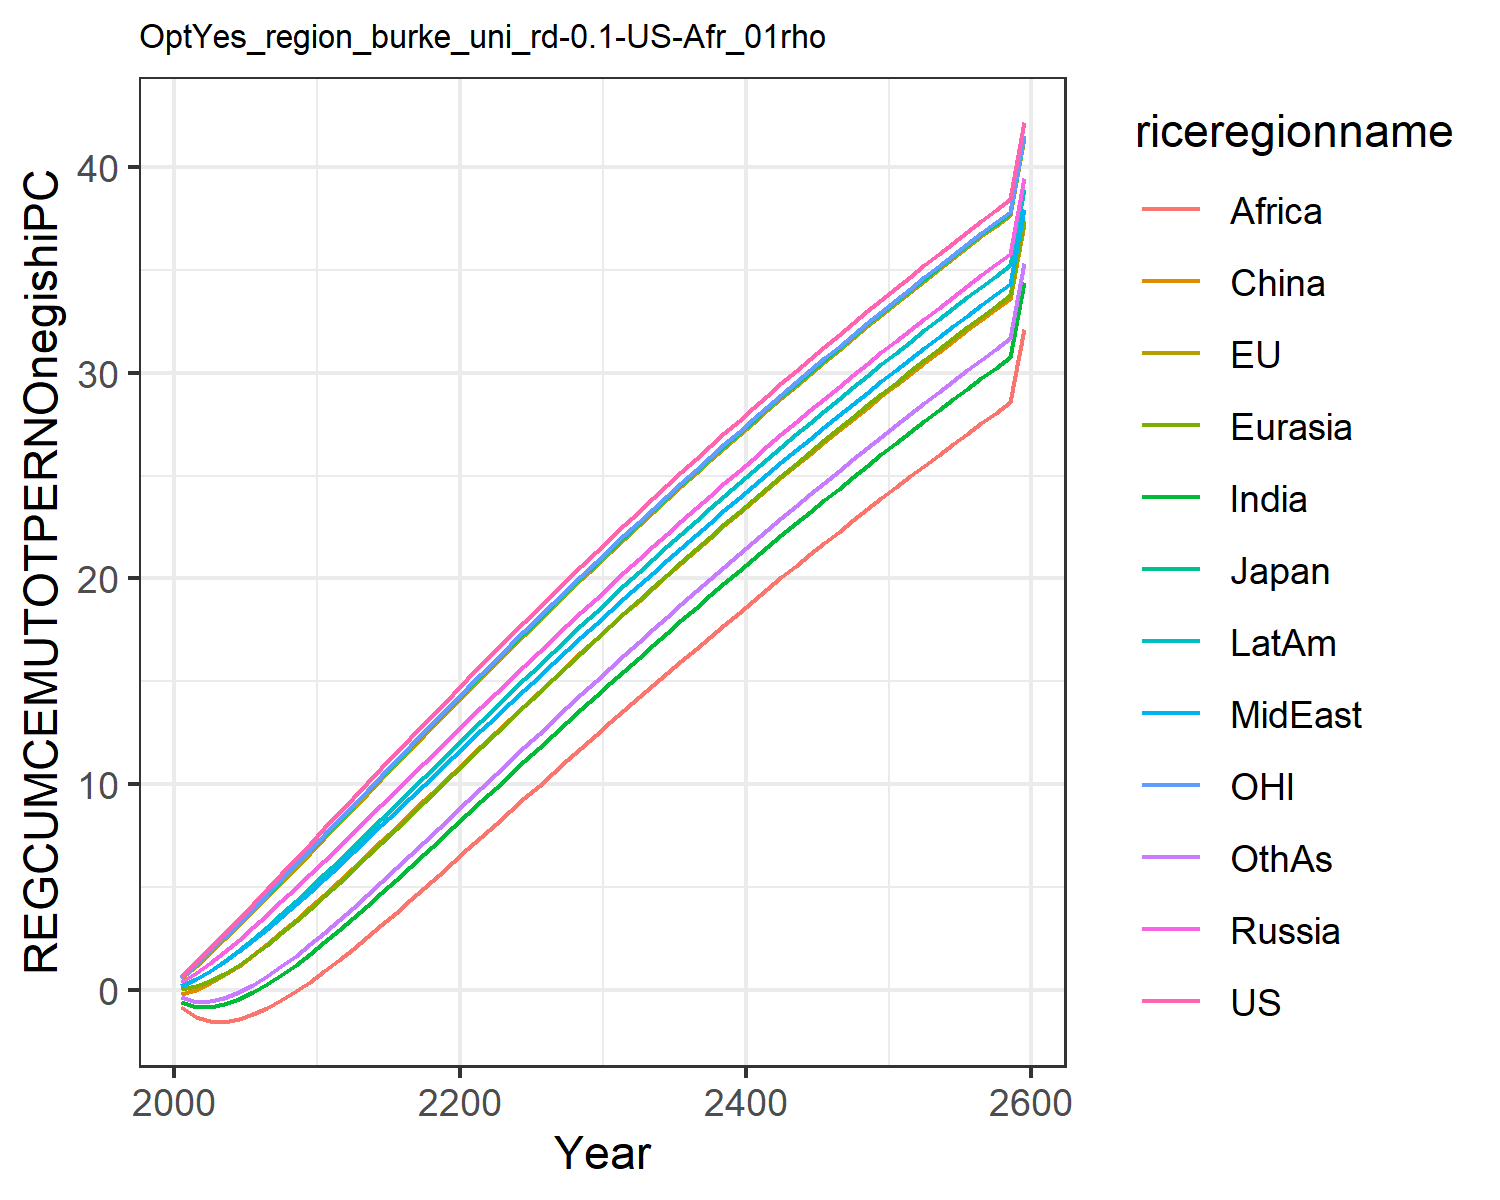 OptYes_region_burke_uni_rd-0.1-US-Afr_01rho
REGCUMCEMUTOTPERNOnegishiPC
40
30
20
10
0
2000
2200
2400
2600
Year
riceregionname
Africa
China
EU
Eurasia
India
Japan
LatAm
MidEast
OHI
OthAs
Russia
US